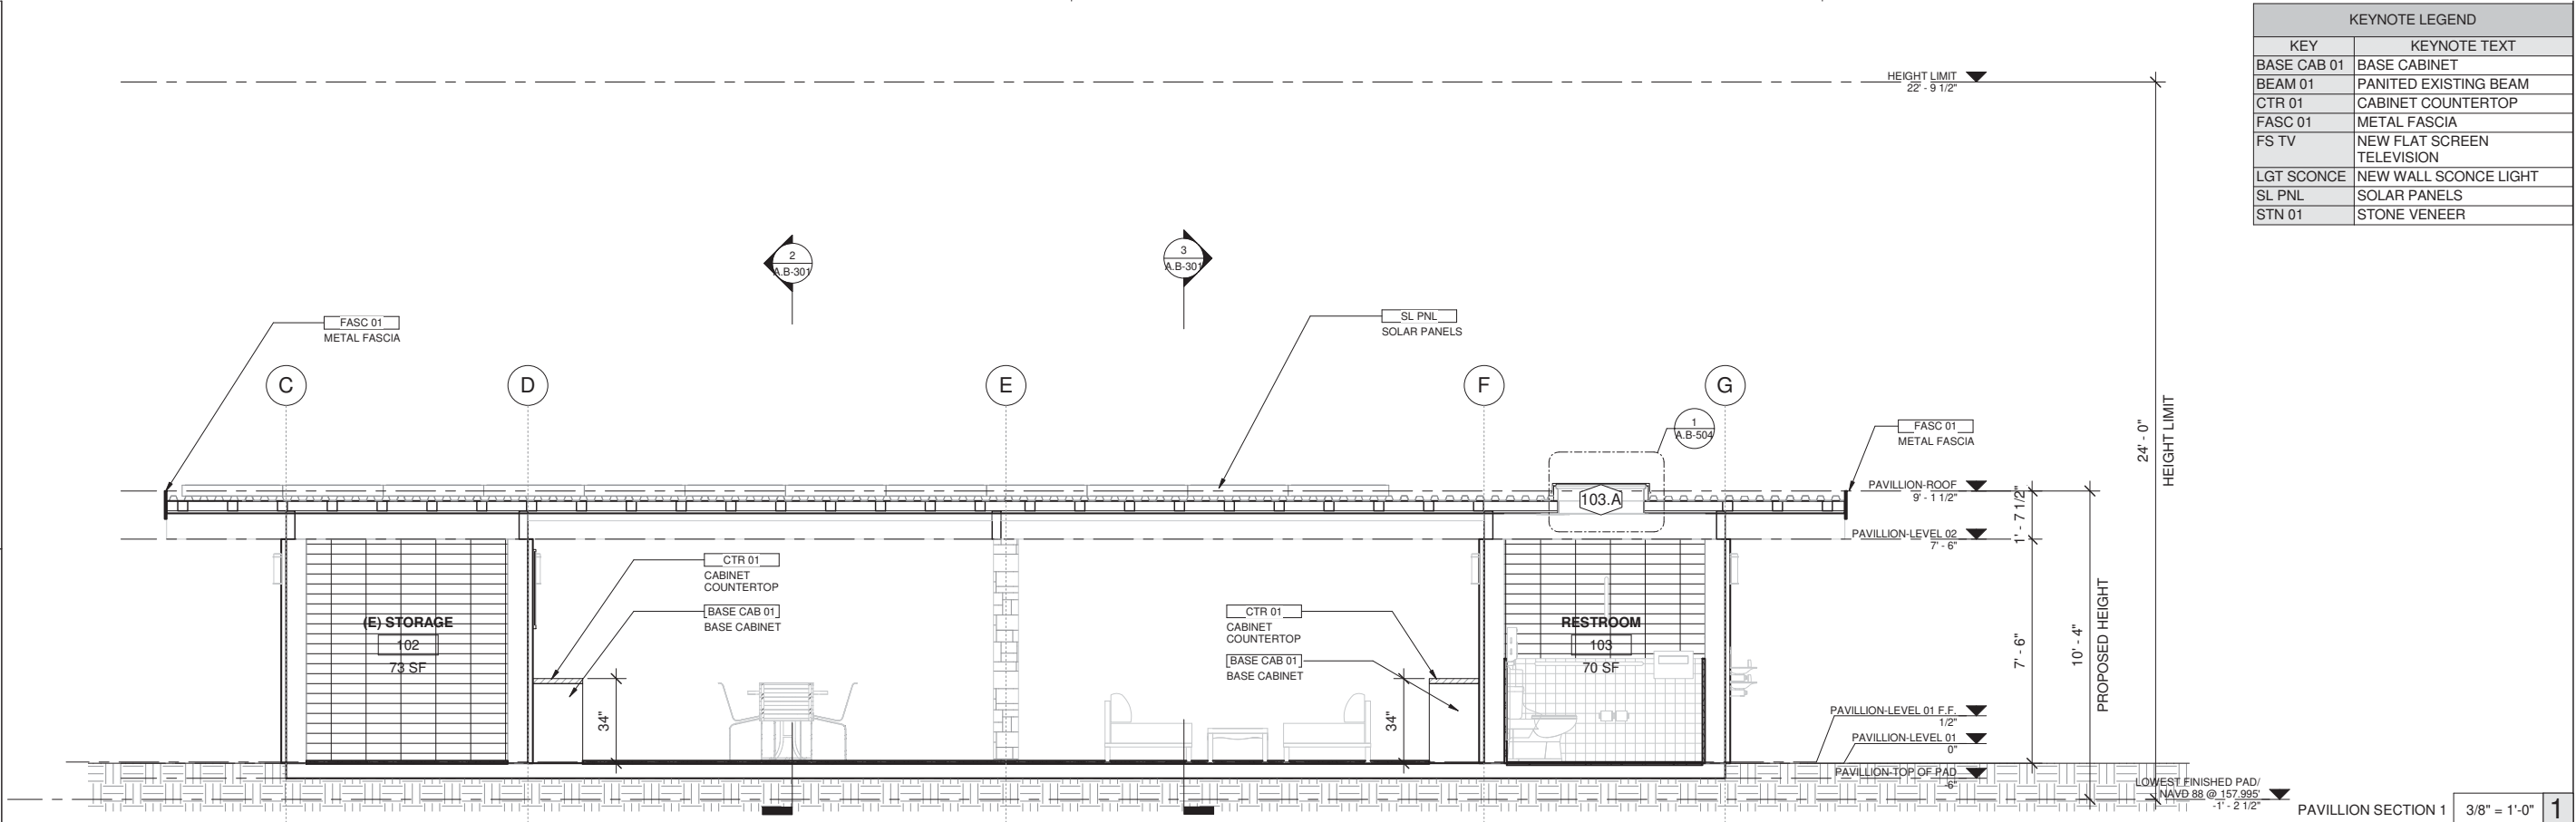 KEYNOTE LEGEND
KEY KEYNOTE TEXT
BASE CAB 01 BASE CABINET
BEAM 01 PANITED EXISTING BEAM
CTR 01 CABINET COUNTERTOP
FASC 01 METAL FASCIA
FS TV NEW FLAT SCREEN
TELEVISION
LGT SCONCE NEW WALL SCONCE LIGHT
SL PNL SOLAR PANELS
STN 01 STONE VENEER
HEIGHT LIMIT
22' - 9 1/2"
2
A.B-301
3
A.B-301
FASC 01
METAL FASCIA
SL PNL
SOLAR PANELS
C
D
E
F
G
1
A.B-504
FASC 01
METAL FASCIA
24' - 0"
HEIGHT LIMIT
103.A
PAVILLION-ROOF
9' - 1 1/2"
1' - 7 1/2"
PAVILLION-LEVEL 02
7' - 6"
CTR 01
CABINET
COUNTERTOP
BASE CAB 01
BASE CABINET
CTR 01
CABINET
COUNTERTOP
BASE CAB 01
BASE CABINET
(E) STORAGE
102
73 SF
RESTROOM
103
70 SF
34"
34"
7' - 6"
10' - 4"
PROPOSED HEIGHT
PAVILLION-LEVEL 01 F.F.
1/2"
PAVILLION-LEVEL 01
0"
PAVILLION-TOP OF PAD
-6"
LOWEST FINISHED PAD/
NAVD 88 @ 157.995'
-1' - 2 1/2"
PAVILLION SECTION 1 3/8" = 1'-0" 1